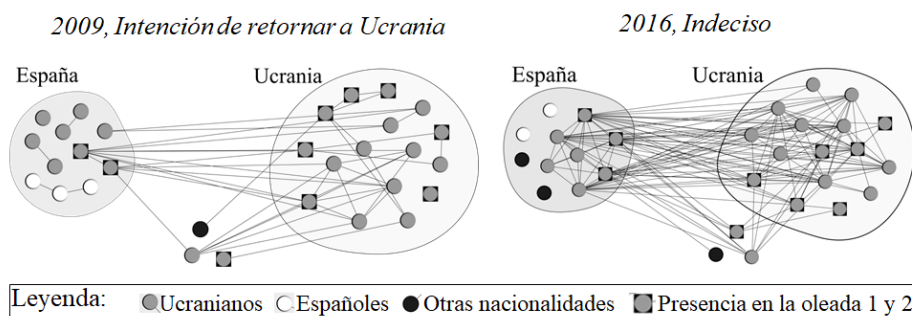 2009, Intención de retornar a Ucrania
2016, Indeciso
España
Ucrania
España
Ucrania
Leyenda: Ucranianos Españoles Otras nacionalidades Presencia en la oleada 1 y 2